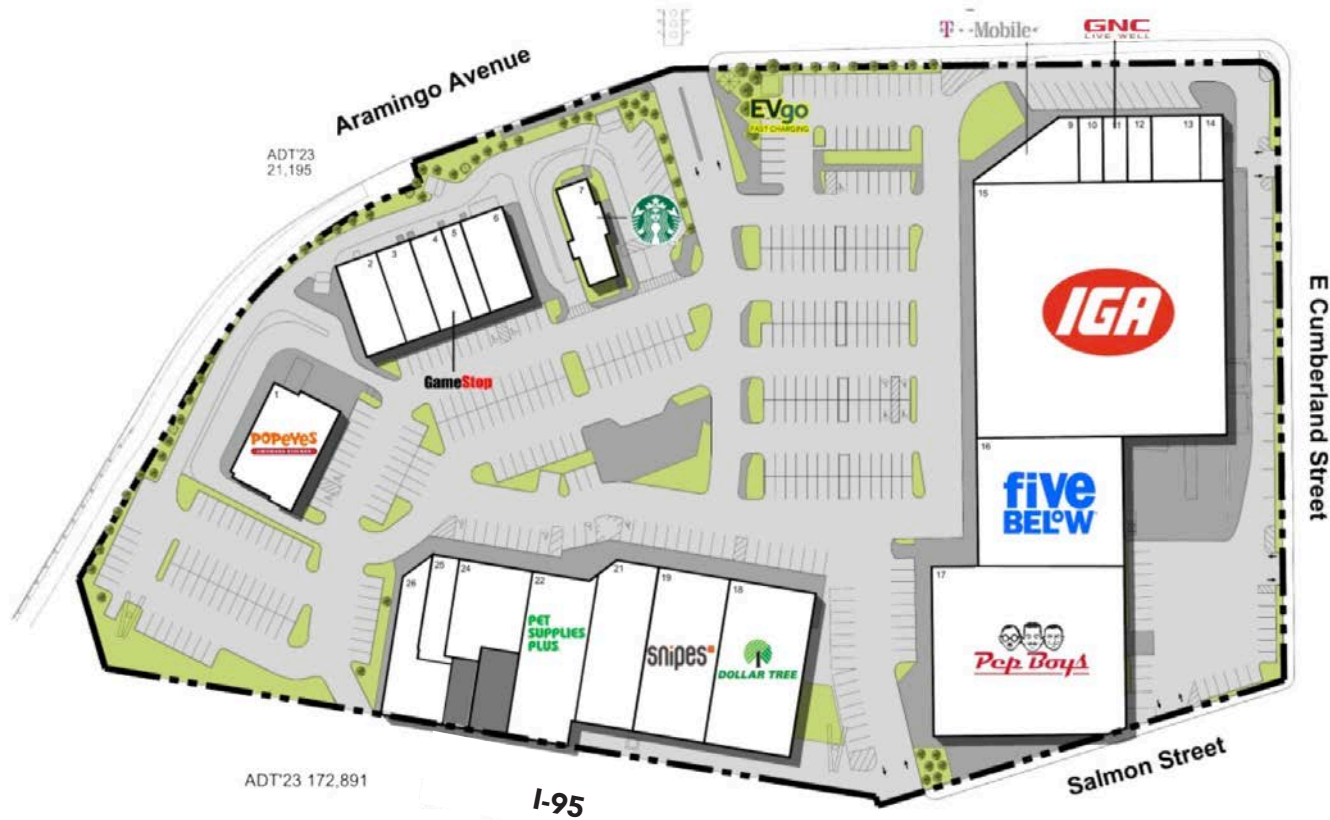 T - - Mobile
GNC
LIVE WELL
Aramingo Avenue
EVgo
FAST CHARGING
ADT'23
21,195
9
10
11
12
13
14
7
15
6
5
4
3
2
IGA
E Cumberland Street
GameStop
1
POPEYES
LOUISIANA KITCHEN
16
five
BELOW
26
25
24
22
21
19
18
17
PET
SUPPLIES
PLUS
snipes
DOLLAR TREE
Pep Boys
Salmon Street
ADT'23 172,891
I-95